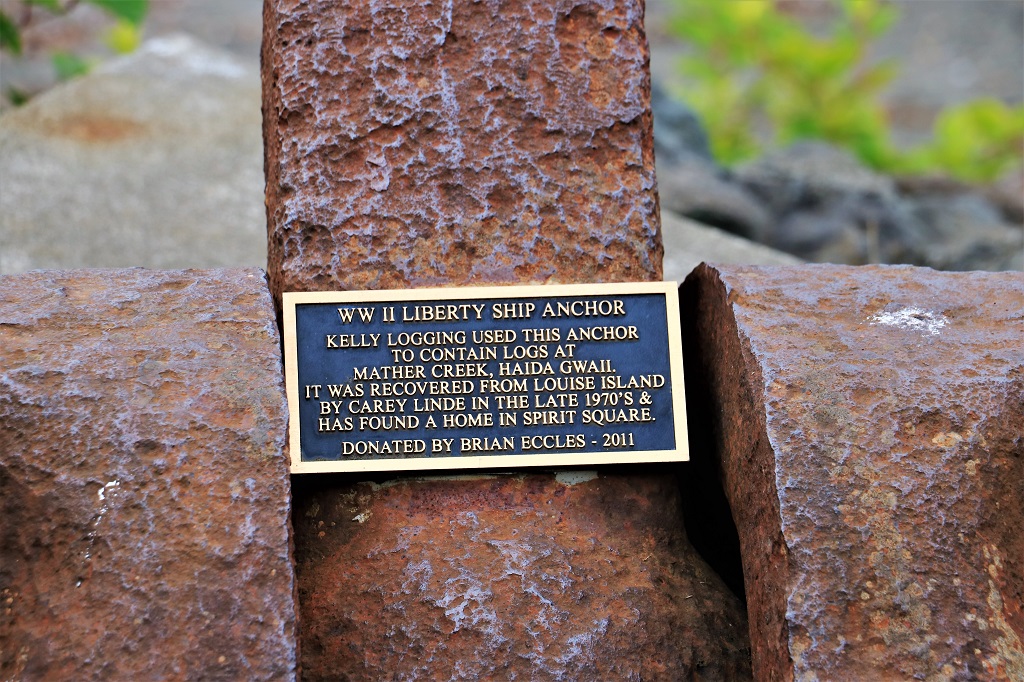 WW II LIBERTY SHIP ANCHOR
KELLY LOGGING USED THIS ANCHOR
TO CONTAIN LOGS AT
MATHER CREEK, HAIDA GWAII.
IT WAS RECOVERED FROM LOUISE ISLAND
BY CAREY LINDE IN THE LATE 1970'S &
HAS FOUND A HOME IN SPIRIT SQUARE.
DONATED BY BRIAN ECCLES - 2011